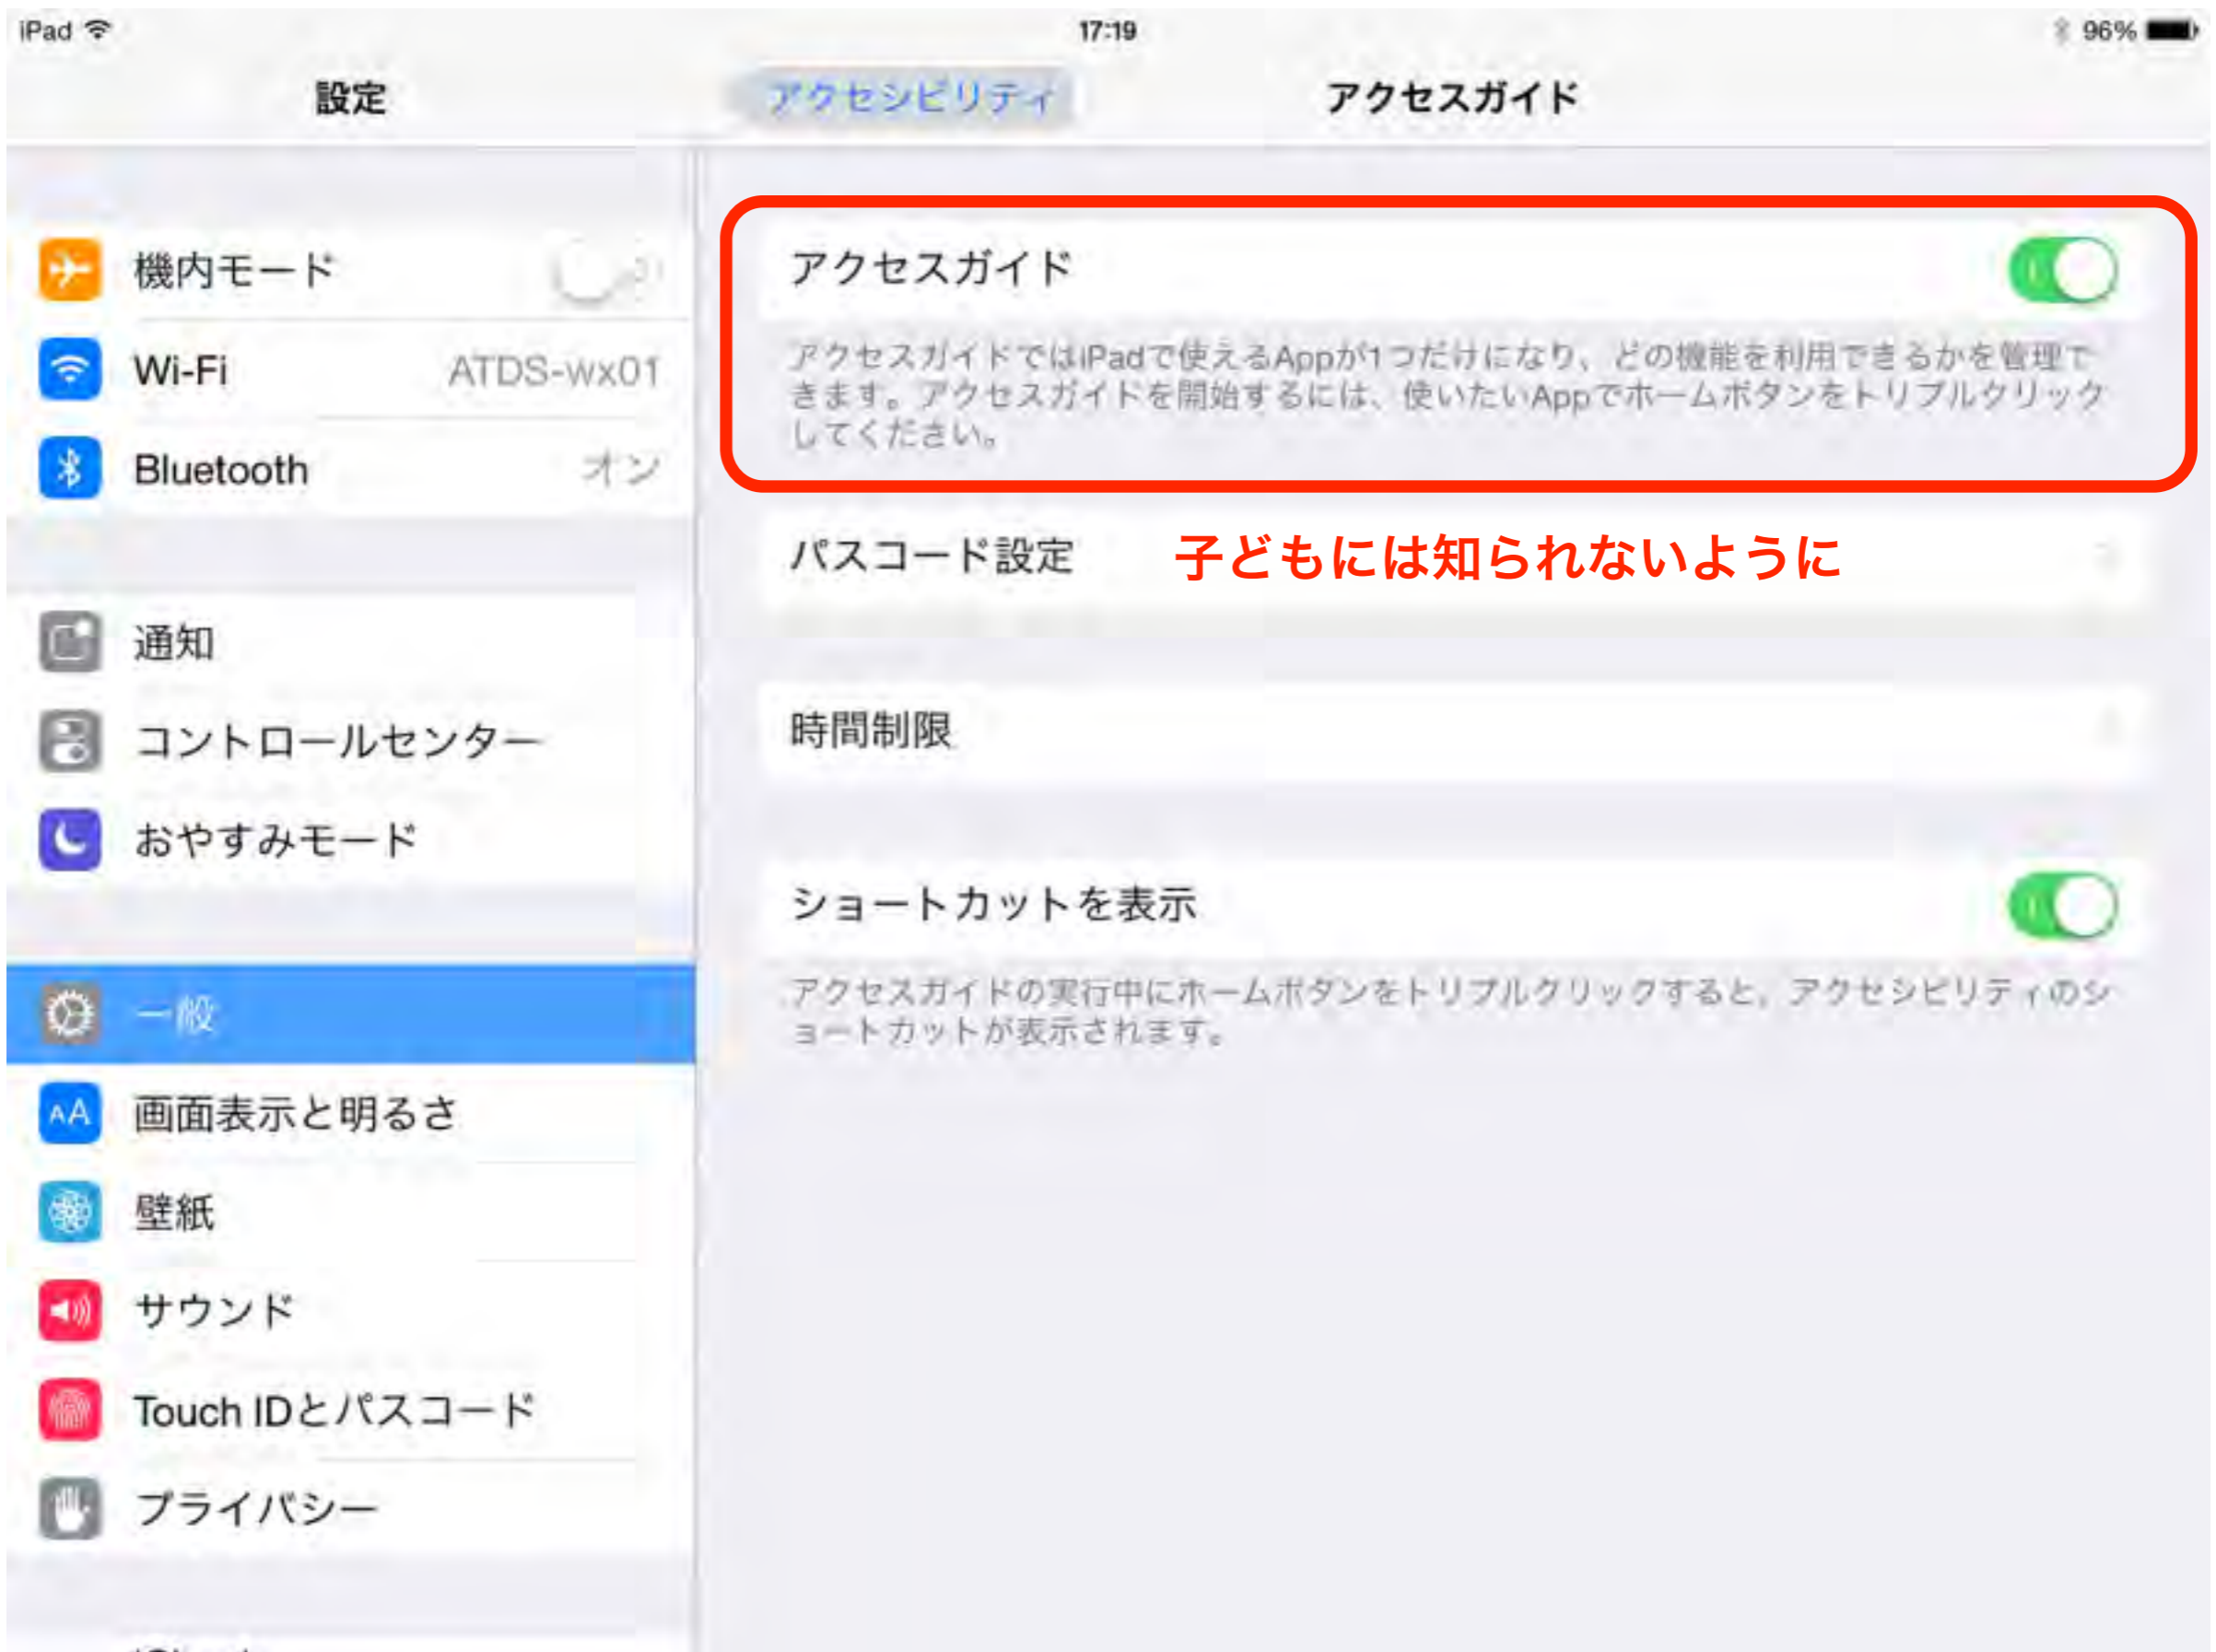 iPad
17:19
96%
設定
アクセシビリティ
アクセスガイド
機内モード
Wi-Fi ATDS-wx01
Bluetooth オン
通知
コントロールセンター
おやすみモード
一般
画面表示と明るさ
壁紙
サウンド
Touch IDとパスコード
プライバシー
アクセスガイド
アクセスガイドではiPadで使えるAppが1つだけになり、どの機能を利用できるかを管理で
きます。アクセスガイドを開始するには、使いたいAppでホームボタンをトリプルクリック
してください。
パスコード設定 子どもには知られないように
時間制限
ショートカットを表示
アクセスガイドの実行中にホームボタンをトリプルクリックすると、アクセシビリティのシ
ョートカットが表示されます。